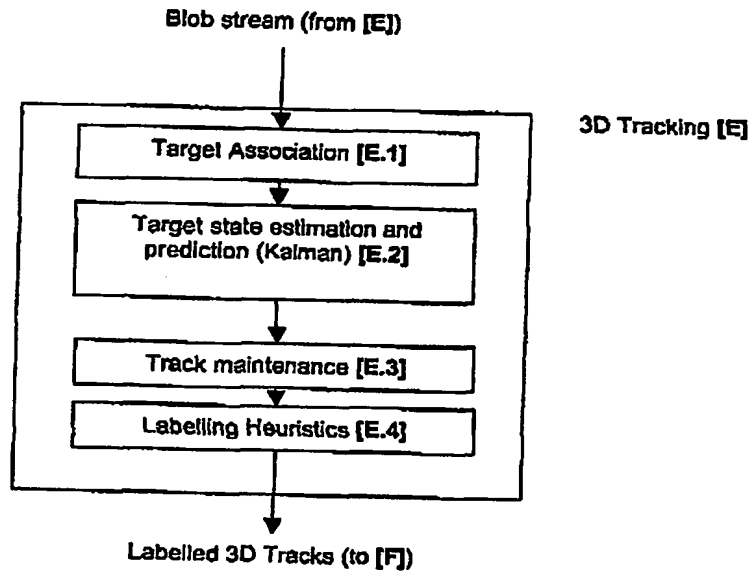 Blob stream (from [E])
3D Tracking [E]
Target Association [E.1]
Target state estimation and
prediction (Kalman) [E.2]
Track maintenance [E.3]
Labelling Heuristics [E.4]
Labelled 3D Tracks (to [F])